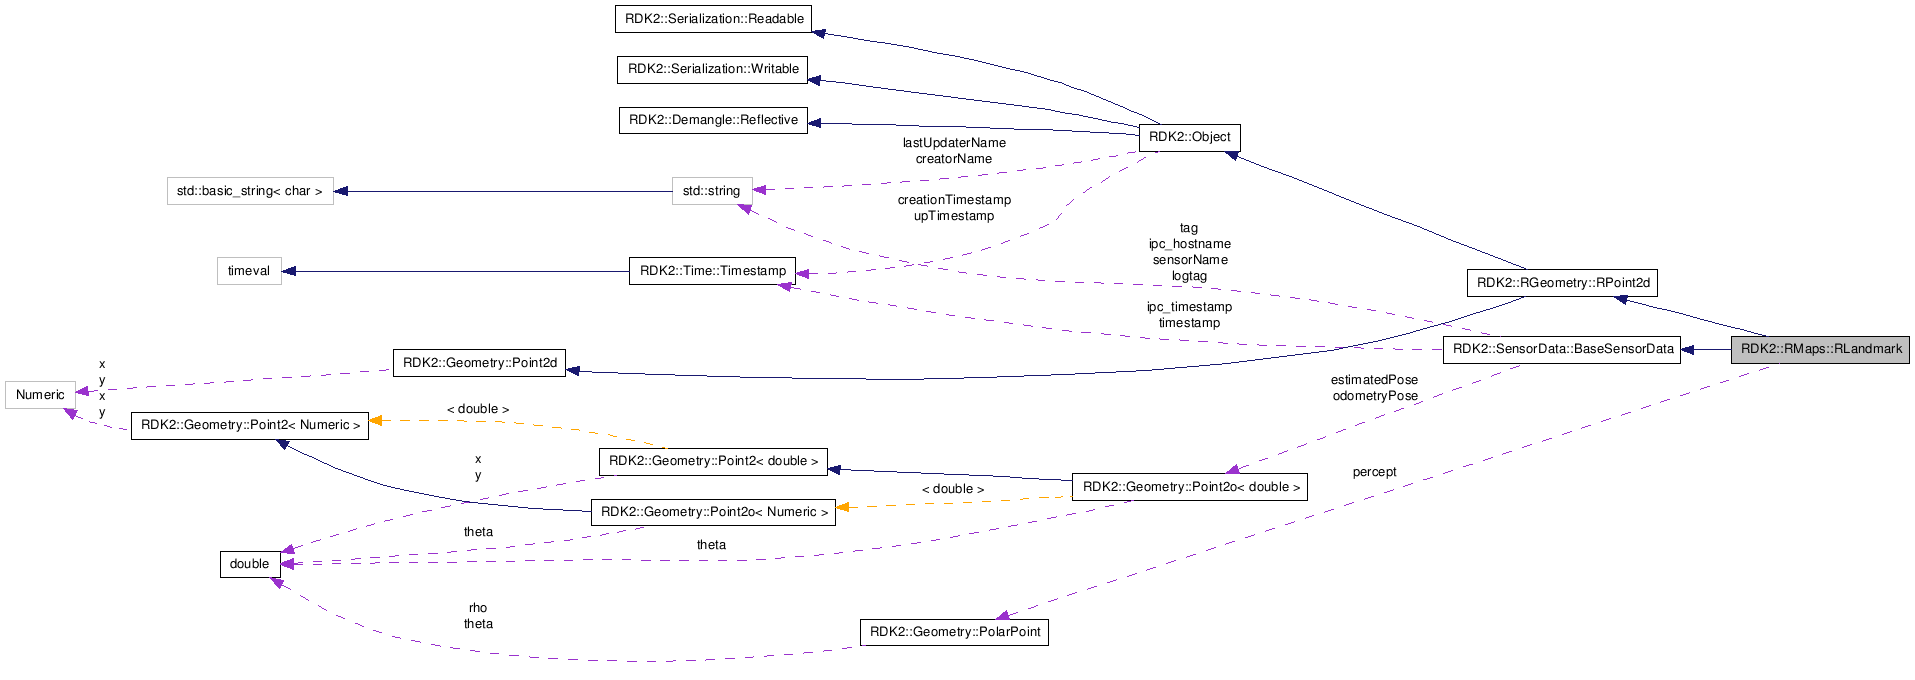 RDK2::Serialization::Readable
RDK2::Serialization::Writable
RDK2::Demangle::Reflective
RDK2::Object
lastUpdaterName
creatorName
std::basic_string< char >
std::string
creationTimestamp
upTimestamp
tag
ipc_hostname
sensorName
logtag
timeval
RDK2::Time::Timestamp
RDK2::RGeometry::RPoint2d
ipc_timestamp
timestamp
RDK2::SensorData::BaseSensorData
RDK2::RMaps::RLandmark
RDK2::Geometry::Point2d
x
y
x
y
Numeric
estimatedPose
odometryPose
< double >
RDK2::Geometry::Point2< Numeric >
x
y
RDK2::Geometry::Point2< double >
percept
< double >
RDK2::Geometry::Point2o< double >
RDK2::Geometry::Point2o< Numeric >
theta
theta
double
rho
theta
RDK2::Geometry::PolarPoint